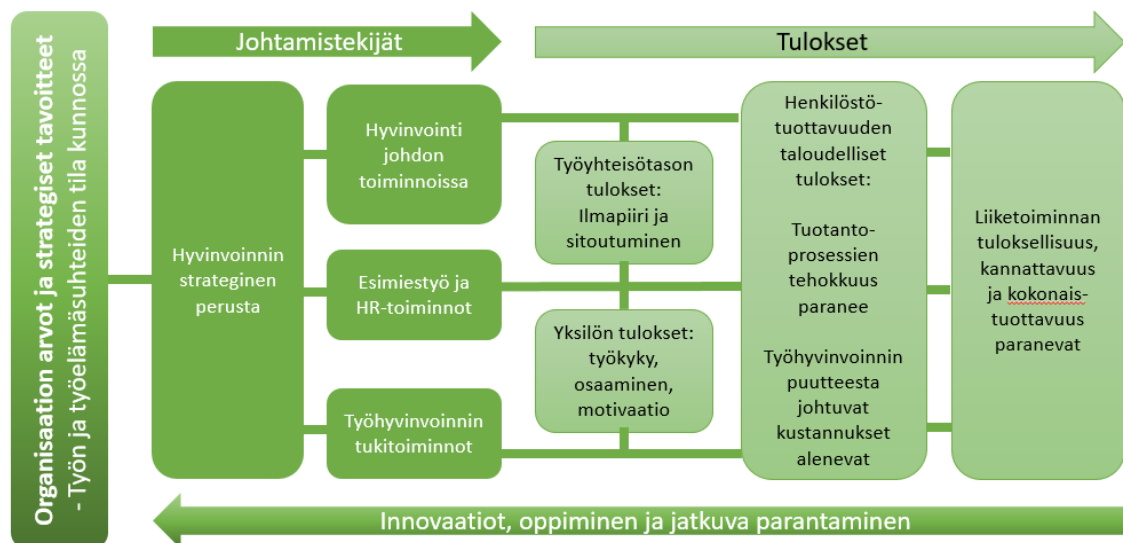 Organisaation arvot ja strategiset tavoitteet
- Työn ja työelämäsuhteiden tila kunnossa
Johtamistekijät
Tulokset
Hyvinvoinnin
strateginen
perusta
Hyvinvointi
johdon
toiminnoissa
Esimiestyö ja
HR-toiminnot
Työhyvinvoinnin
tukitoiminnot
Työyhteisötason
tulokset:
Ilmapiiri ja
sitoutuminen
Yksilön tulokset:
työkyky,
osaaminen,
motivaatio
Henkilöstö-
tuottavuuden
taloudelliset
tulokset:
Tuotanto-
prosessien
tehokkuus
paranee
Työhyvinvoinnin
puutteesta
johtuvat
kustannukset
alenevat
Liiketoiminnan
tuloksellisuus,
kannattavuus
ja kokonais-
tuottavuus
paranevat
Innovaatiot, oppiminen ja jatkuva parantaminen